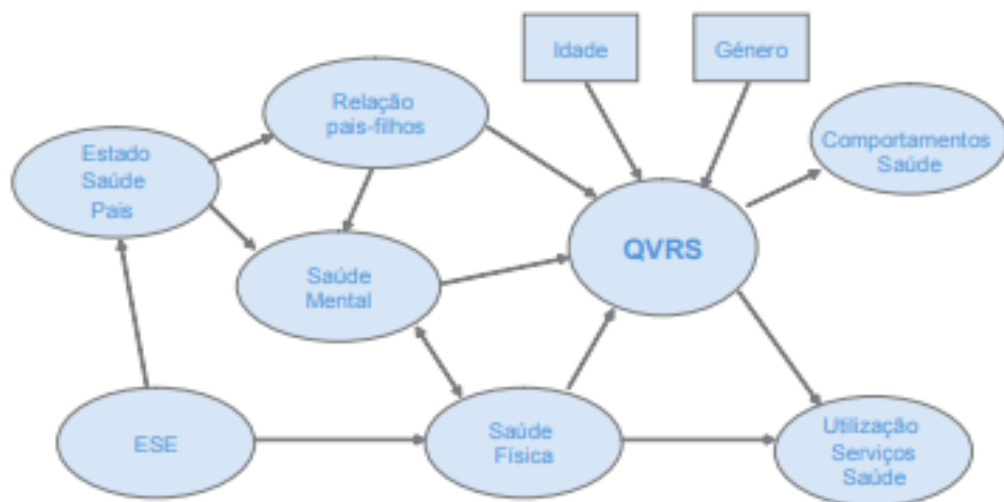 Idade
Género
Relação
pais-filhos
Comportamentos
Saúde
Estado
Saúde
Pais
QVRS
Saúde
Mental
ESE
Saúde
Física
Utilização
Serviços
Saúde